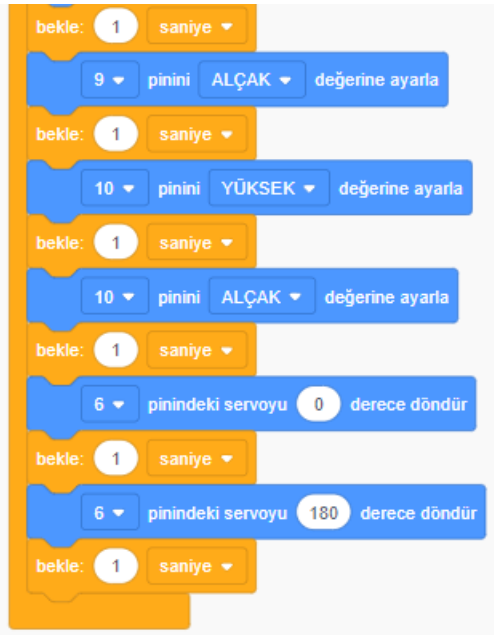 bekle: 1 saniye
9 pinini ALÇAK değerine ayarla
bekle: 1 saniye
10 pinini YÜKSEK değerine ayarla
bekle: 1 saniye
10 pinini ALÇAK değerine ayarla
bekle: 1 saniye
6 pinindeki servoyu 0 derece döndür
bekle: 1 saniye
6 pinindeki servoyu 180 derece döndür
bekle: 1 saniye